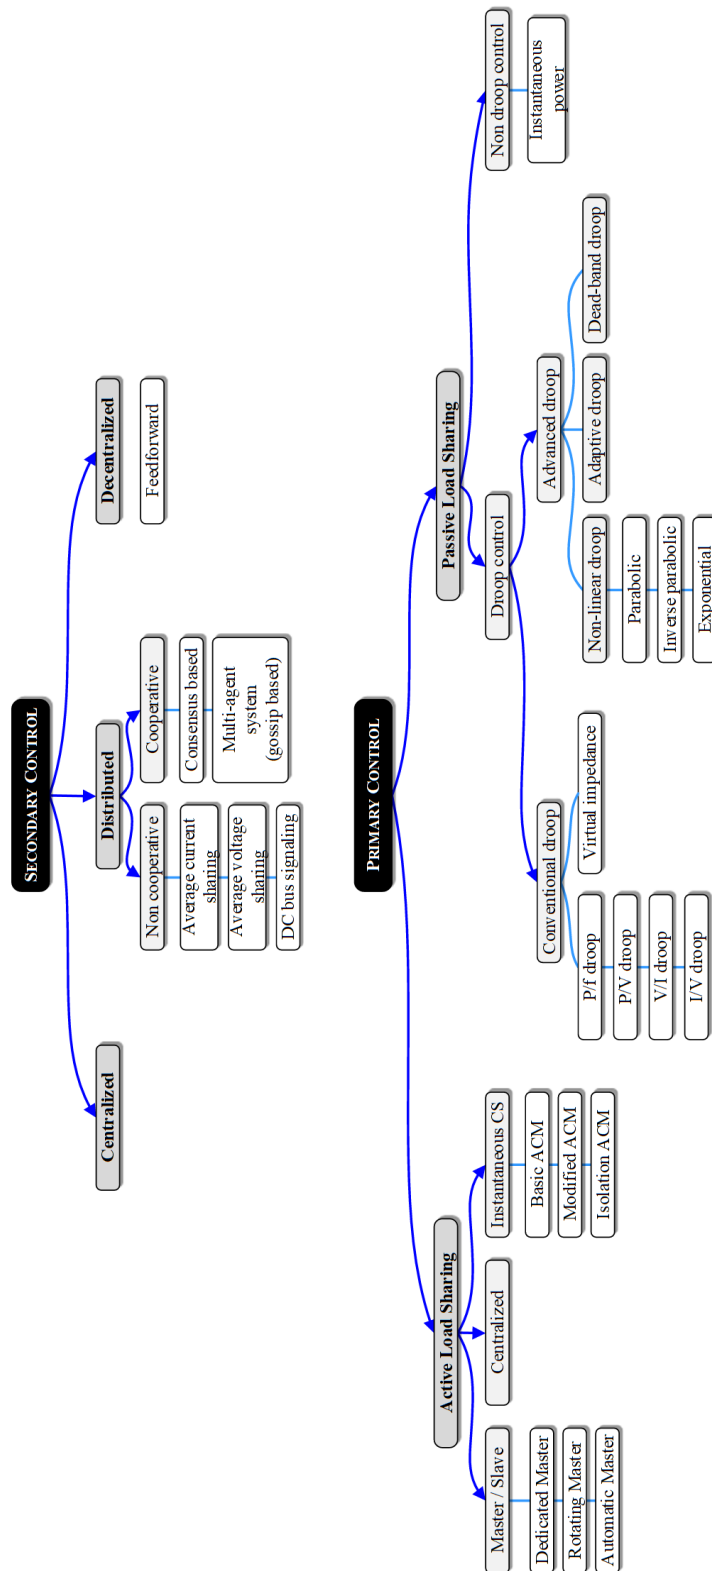 SECONDARY CONTROL
Centralized
Distributed
Decentralized
Non cooperative
Cooperative
Feedforward
Average current
sharing
Average voltage
sharing
DC bus signaling
Consensus based
Multi-agent
system
(gossip based)
PRIMARY CONTROL
Active Load Sharing
Passive Load Sharing
Master / Slave
Centralized
Instantaneous CS
Droop control
Non droop control
Dedicated Master
Rotating Master
Automatic Master
Basic ACM
Modified ACM
Isolation ACM
Instantaneous
power
Conventional droop
Advanced droop
P/f droop
P/V droop
V/I droop
I/V droop
Virtual impedance
Non-linear droop
Parabolic
Inverse parabolic
Exponential
Adaptive droop
Dead-band droop